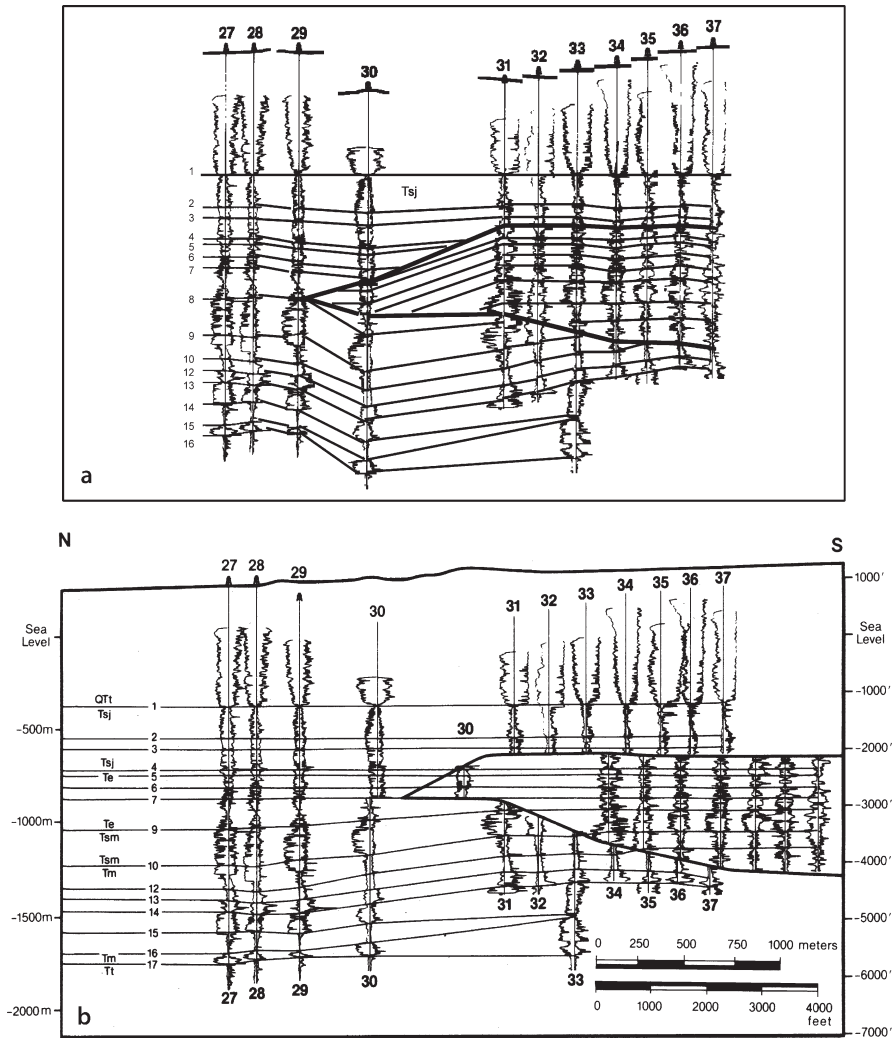 27 28 29 30 31 32 33 34 35 36 37
1
Tsj
2
3
4
5
6
7
8
9
10
12
13
14
15
16
a
N S
27 28 29 30 31 32 33 34 35 36 37
1000'
Sea Level
Sea Level
QTt 1 -1000'
Tsj
-500m 30
2 -2000'
3
Tsj 4
Te 5
6
7 -3000'
-1000m
Te 9
Tsm
Tsm 10 -4000'
Tm
12
13
14
31 32 34 35 36 37
-1500m -5000'
15
0 250 500 750 1000 meters
16
Tm 17
Tt -6000'
27 28 29 30 33
0 1000 2000 3000 4000
feet
-2000m
b
-7000'